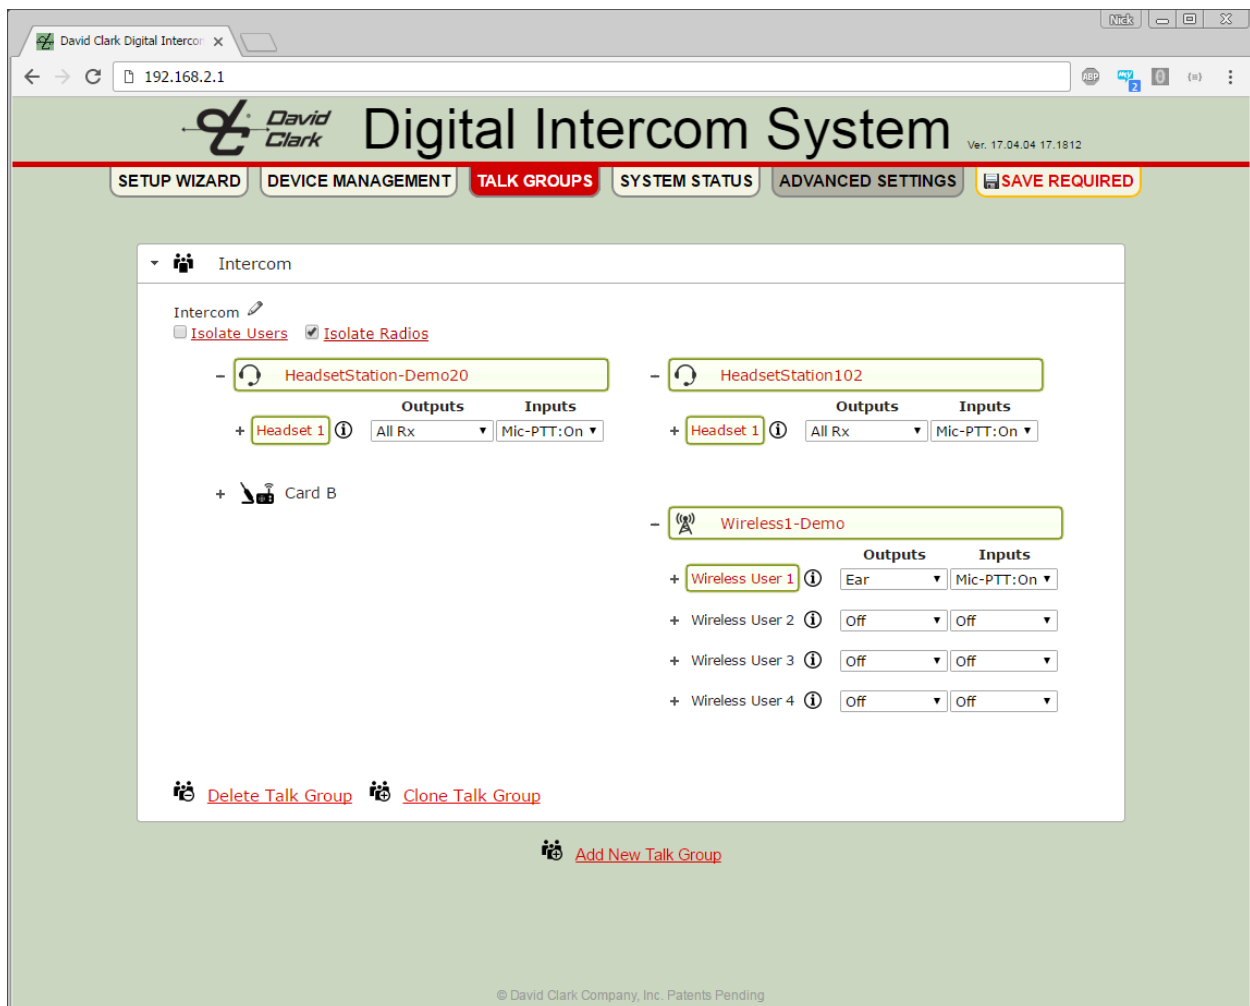 Nick
David Clark Digital Intercor
192.168.2.1
ABP
my
2
0
David Clark
Digital Intercom System
Ver. 17.04.04 17.1812
SETUP WIZARD DEVICE MANAGEMENT TALK GROUPS SYSTEM STATUS ADVANCED SETTINGS SAVE REQUIRED
Intercom
Intercom
Isolate Users Isolate Radios
HeadsetStation-Demo20
Outputs Inputs
Headset 1 All Rx Mic-PTT:On
Card B
HeadsetStation102
Outputs Inputs
Headset 1 All Rx Mic-PTT:On
Wireless1-Demo
Outputs Inputs
Wireless User 1 Ear Mic-PTT:On
Wireless User 2 Off Off
Wireless User 3 Off Off
Wireless User 4 Off Off
Delete Talk Group Clone Talk Group
Add New Talk Group
© David Clark Company, Inc. Patents Pending